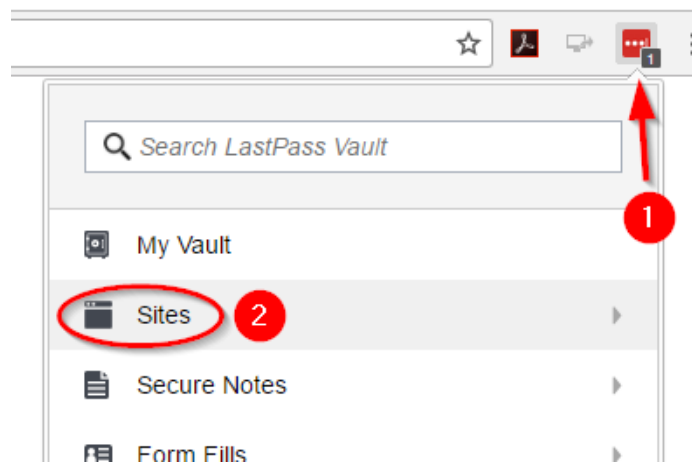 1
Search LastPass Vault
1
My Vault
Sites
2
Secure Notes
Form Fills